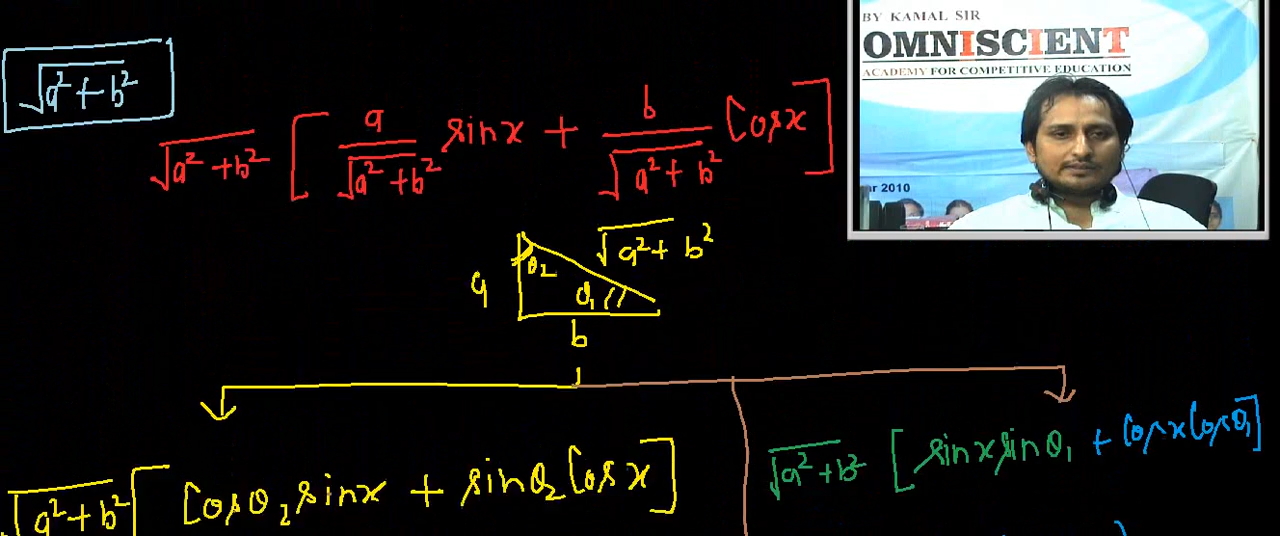 BY KAMAL SIR
OMNISCIENT
ACADEMY FOR COMPETITIVE EDUCATION
ar 2010
√a²+b²
√a²+b² [ a/√a²+b² sinx + b/√a²+b² Cosx ]
√a²+b²
θ2
a
θ1
b
√a²+b² [ Cosθ2 sinx + sinθ2 Cosx ]
√a²+b² [ sinx sinθ1 + Cosx Cosθ1 ]